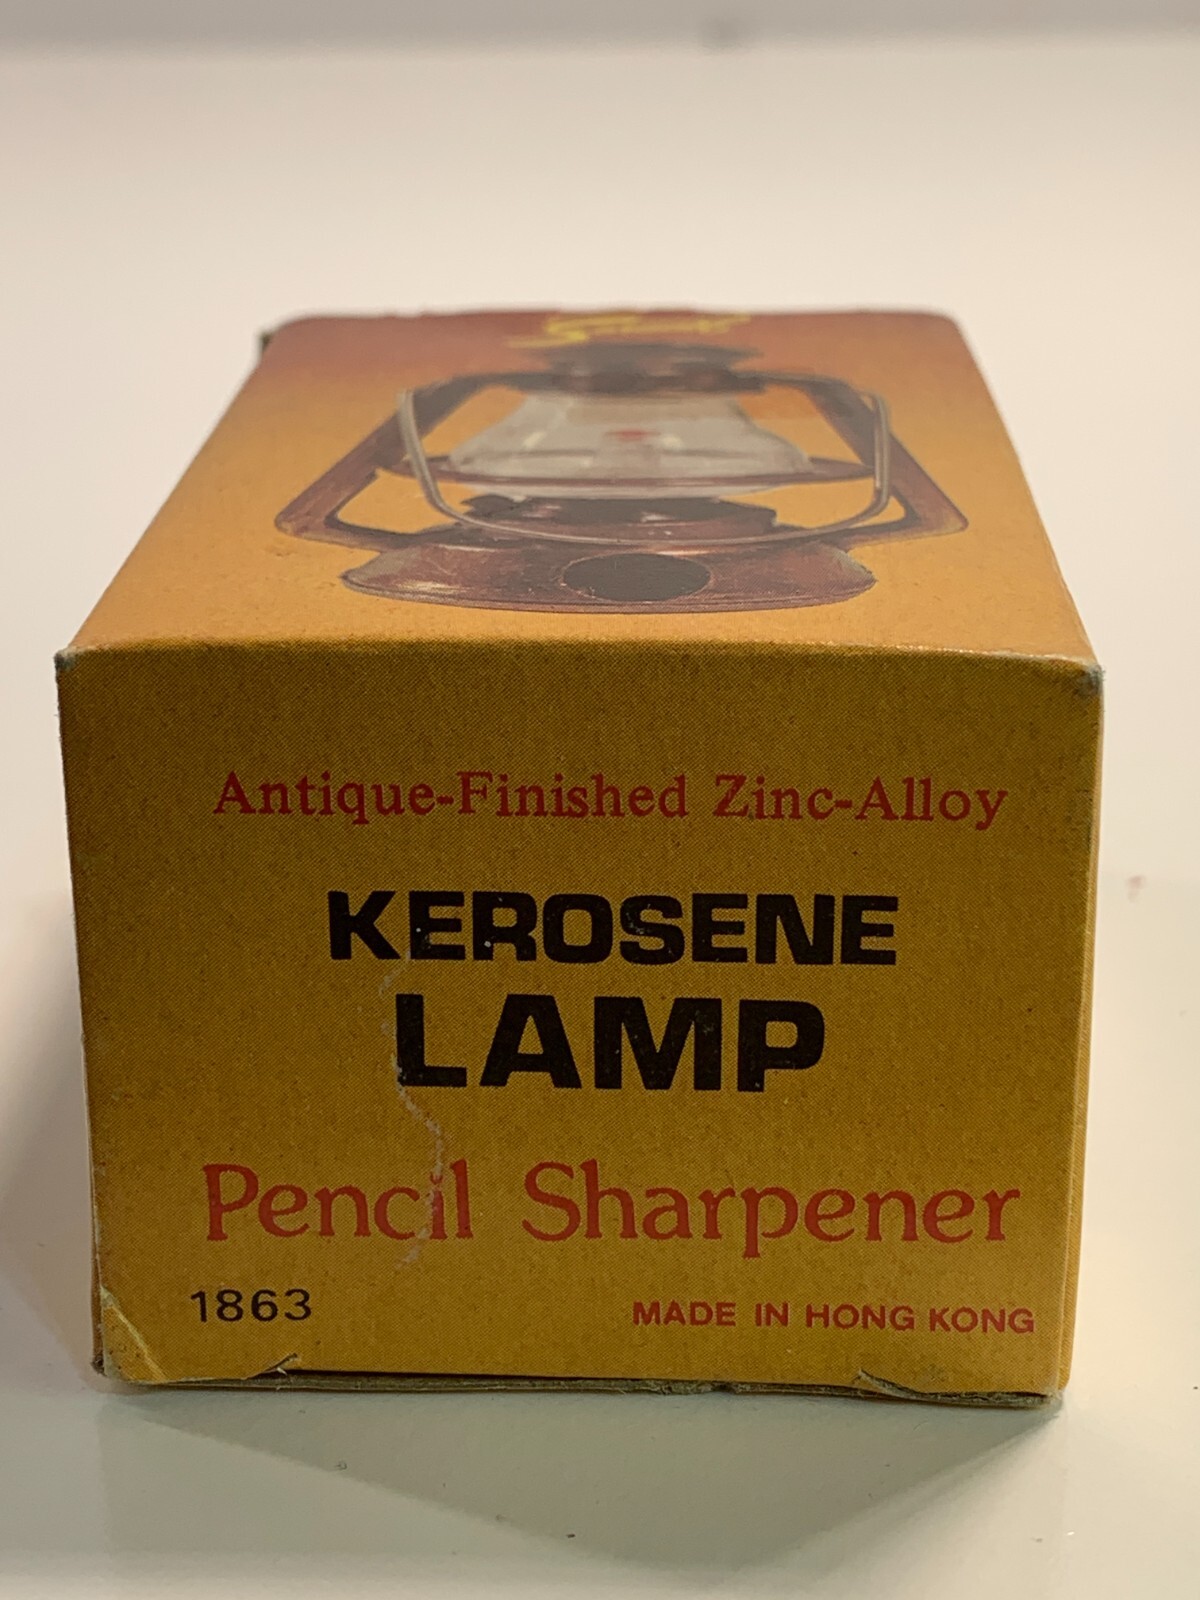 Antique-Finished Zinc-Alloy
KEROSENE
LAMP
Pencil Sharpener
1863
MADE IN HONG KONG